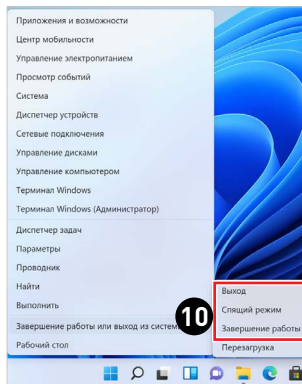 Приложения и возможности
Центр мобильности
Управление электропитанием
Просмотр событий
Система
Диспетчер устройств
Сетевые подключения
Управление дисками
Управление компьютером
Терминал Windows
Терминал Windows (Администратор)
Диспетчер задач
Параметры
Проводник
Найти
Выполнить
Завершение работы или выход из систем
Рабочий стол
10
Выход
Спящий режим
Завершение работы
Перезагрузка